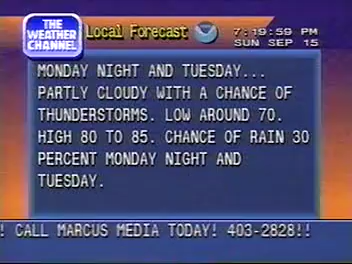 THE
WEATHER
CHANNEL
Local Forecast
7:19:59 PM
SUN SEP 15
MONDAY NIGHT AND TUESDAY...
PARTLY CLOUDY WITH A CHANCE OF
THUNDERSTORMS. LOW AROUND 70.
HIGH 80 TO 85. CHANCE OF RAIN 30
PERCENT MONDAY NIGHT AND
TUESDAY.
! CALL MARCUS MEDIA TODAY! 403-2828!!